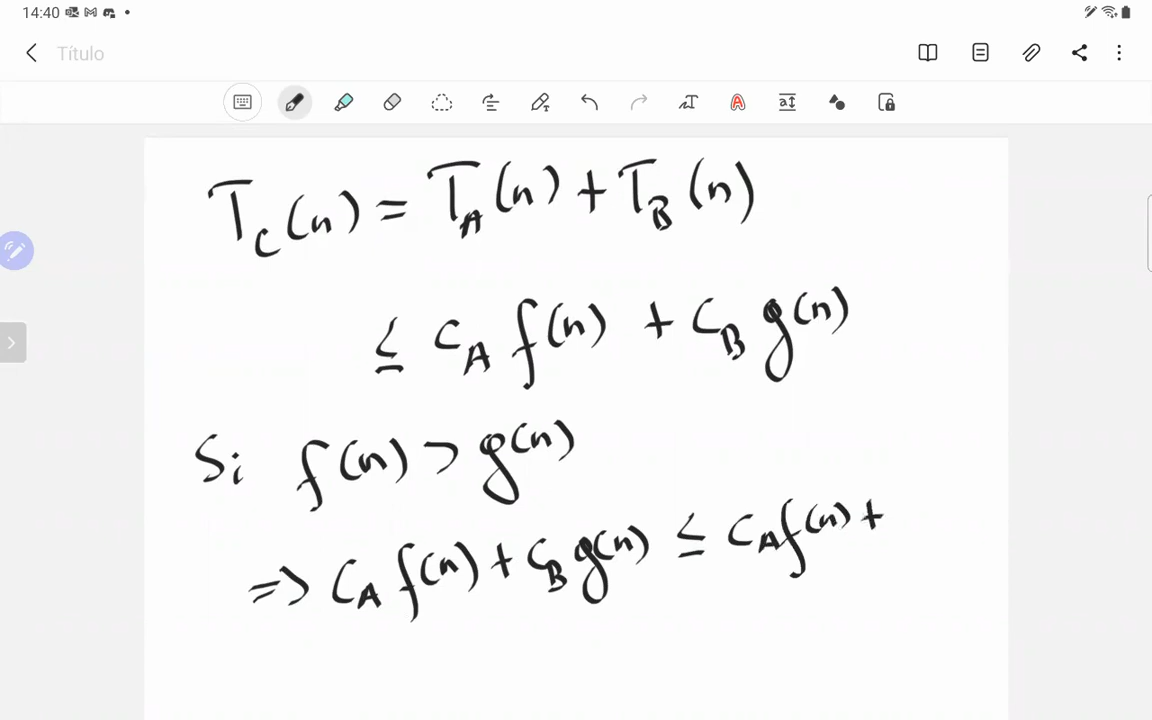 14:40
Título
T_C(n) = T_A(n) + T_B(n)
≤ C_A f(n) + C_B g(n)
Si f(n) > g(n)
=> C_A f(n) + C_B g(n) ≤ C_A f(n) +